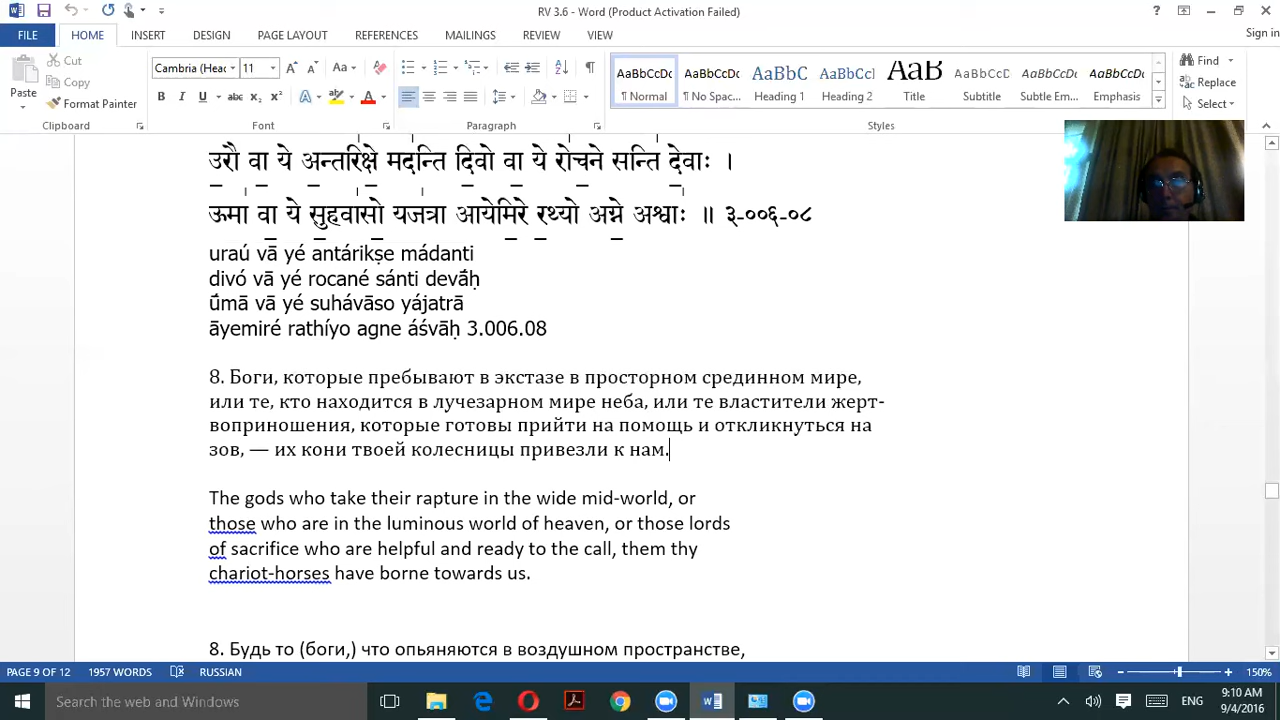 RV 3.6 - Word (Product Activation Failed)
FILE HOME INSERT DESIGN PAGE LAYOUT REFERENCES MAILINGS REVIEW VIEW Sign in
Paste Cut Copy Format Painter
Clipboard
Cambria (Head 11
Font
Paragraph
AaBbCcDc AaBbCcDc AaBbC AaBbCcC AaB AaBbCcD AaBbCcDc AaBbCcDc
¶ Normal ¶ No Spac... Heading 1 Heading 2 Title Subtitle Subtle Em... Emphasis
Styles
Find
Replace
Select
Editing
उ॒रौ वा॒ ये अ॒न्तरि॑क्षे॒ मद॑न्ति दि॒वो वा॒ ये रो॑च॒ने सन्ति॑ दे॒वाः ।
ऊमा॑ वा॒ ये सु॒हवा॑सो॒ यज॑त्रा आयेमि॒रे र॒थ्यो अग्ने॒ अश्वाः॑ ॥ ३-००६-०८
uraú vā yé antárikṣe mádanti
divó vā yé rocané sánti devā́ḥ
ū́mā vā yé suhávāso yájatrā
āyemiré rathíyo agne áśvāḥ 3.006.08
8. Боги, которые пребывают в экстазе в просторном срединном мире,
или те, кто находится в лучезарном мире неба, или те властители жерт-
воприношения, которые готовы прийти на помощь и откликнуться на
зов, — их кони твоей колесницы привезли к нам.
The gods who take their rapture in the wide mid-world, or
those who are in the luminous world of heaven, or those lords
of sacrifice who are helpful and ready to the call, them thy
chariot-horses have borne towards us.
8. Будь то (боги,) что опьяняются в воздушном пространстве,
PAGE 9 OF 12 1957 WORDS RUSSIAN 150%
Search the web and Windows
ENG
9:10 AM
9/4/2016